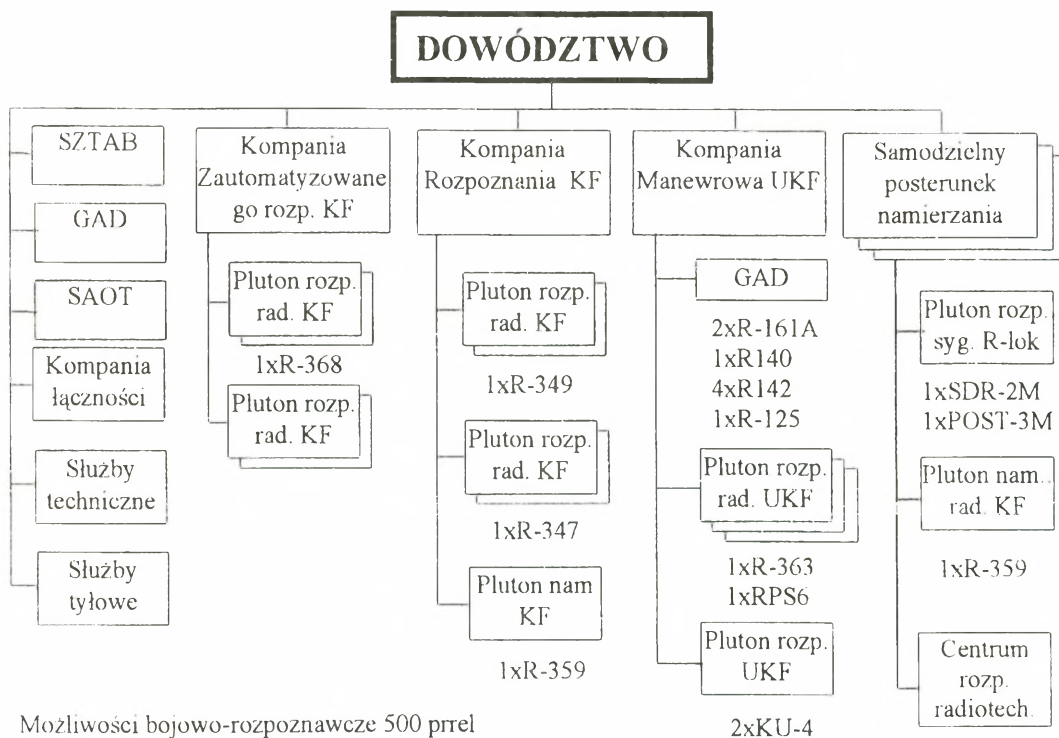 DOWÓDZTWO
SZTAB
GAD
SAOT
Kompania
łączności
Służby
techniczne
Służby
tyłowe
Kompania
Zautomatyzowane
go rozp. KF
Pluton rozp.
rad. KF
1xR-368
Pluton rozp.
rad. KF
Kompania
Rozpoznania KF
Pluton rozp.
rad. KF
1xR-349
Pluton rozp.
rad. KF
1xR-347
Pluton nam
KF
1xR-359
Kompania
Manewrowa UKF
GAD
2xR-161A
1xR140
4xR142
1xR-125
Pluton rozp.
rad. UKF
1xR-363
1xRPS6
Pluton rozp.
UKF
2xKU-4
Samodzielny
posterunek
namierzania
Pluton rozp.
syg. R-lok
1xSDR-2M
1xPOST-3M
Pluton nam..
rad. KF
1xR-359
Centrum
rozp.
radiotech.
Możliwości bojowo-rozpoznawcze 500 prrel